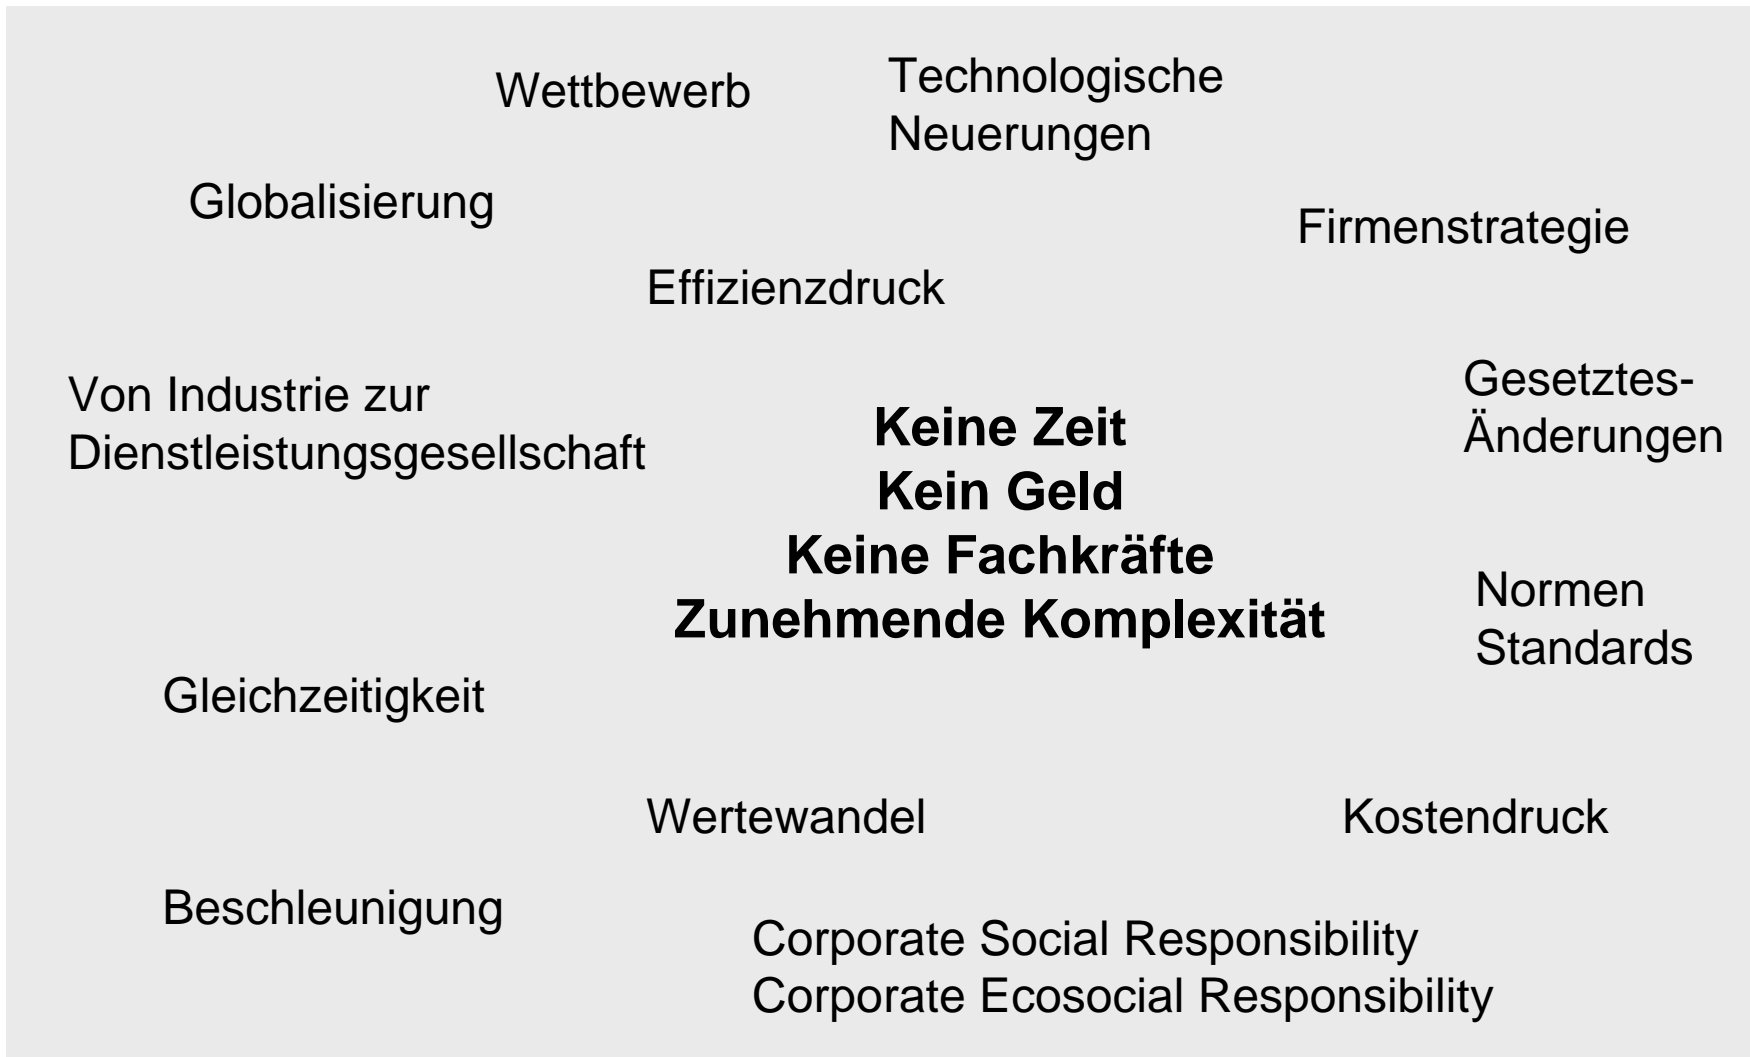 Wettbewerb
Technologische
Neuerungen
Globalisierung
Firmenstrategie
Effizienzdruck
Von Industrie zur
Dienstleistungsgesellschaft
Gesetztes-
Änderungen
Keine Zeit
Kein Geld
Keine Fachkräfte
Zunehmende Komplexität
Normen
Standards
Gleichzeitigkeit
Wertewandel
Kostendruck
Beschleunigung
Corporate Social Responsibility
Corporate Ecosocial Responsibility